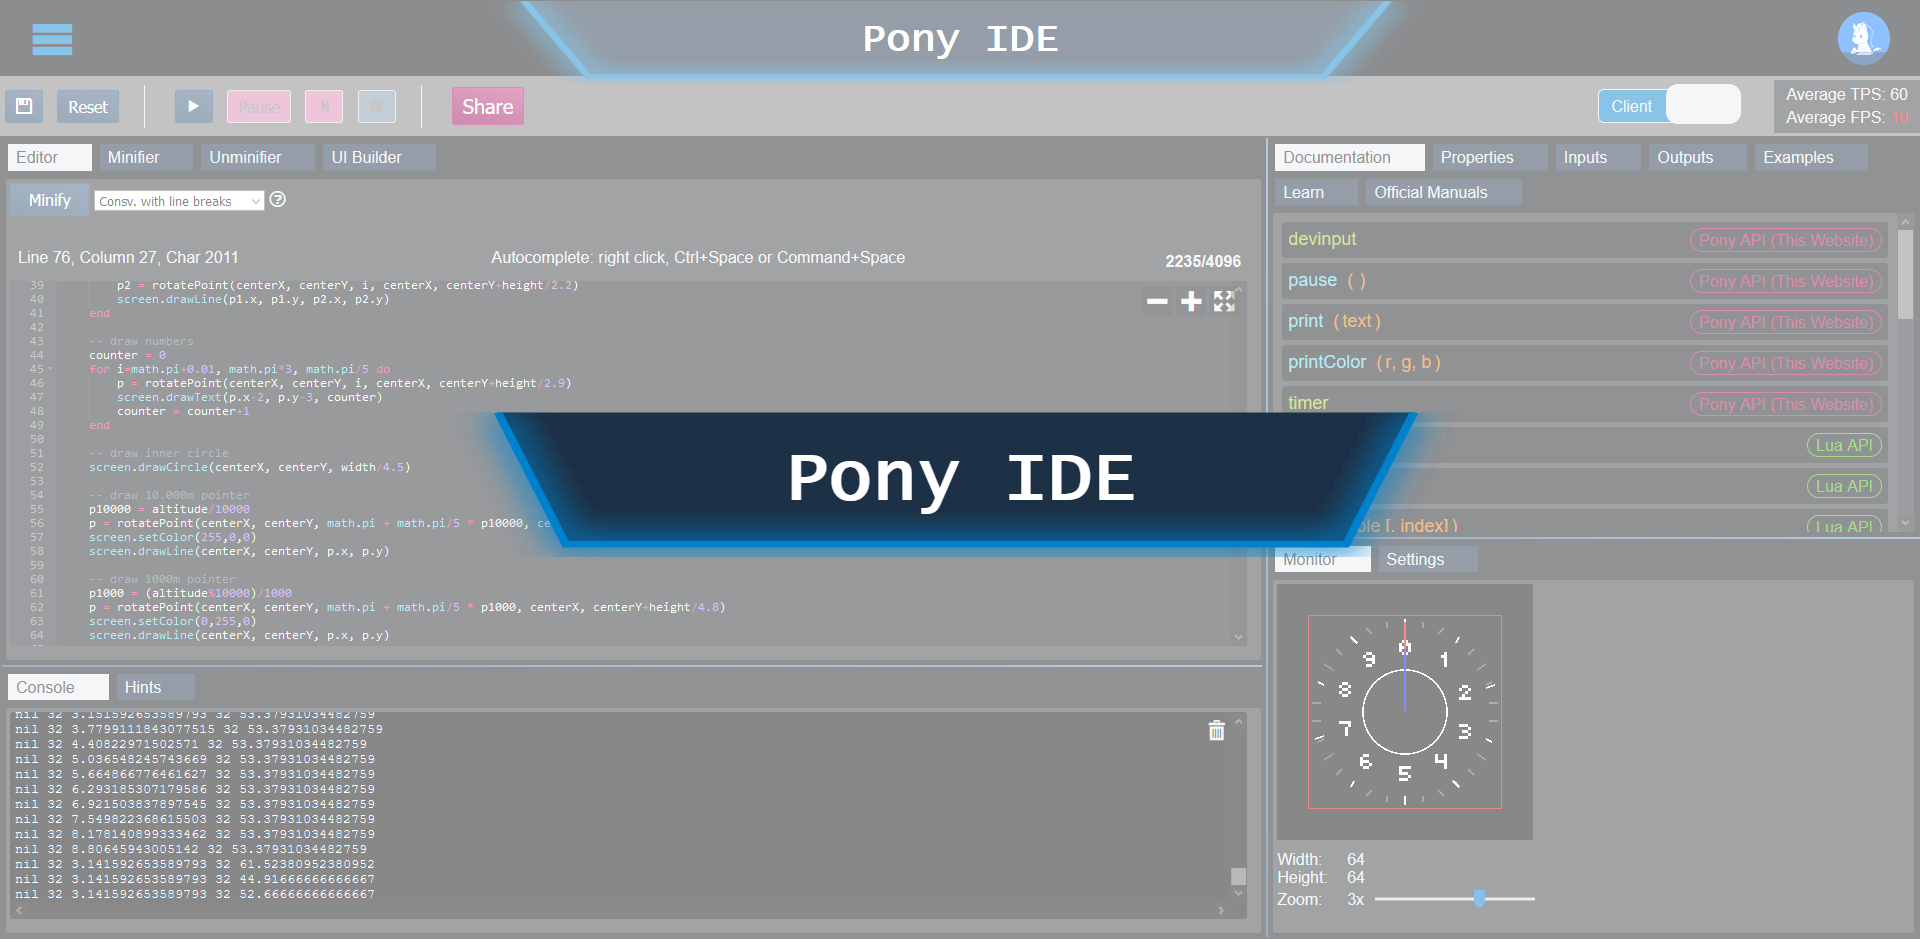 Pony IDE
Reset
Pause
Share
Client
Average TPS: 60
Average FPS: 10
Editor
Minifier
Unminifier
UI Builder
Minify
Consv. with line breaks
Line 76, Column 27, Char 2011
Autocomplete: right click, Ctrl+Space or Command+Space
2235/4096
39 p2 = rotatePoint(centerX, centerY, i, centerX, centerY+height/2.2)
40 screen.drawLine(p1.x, p1.y, p2.x, p2.y)
41 end
42
43 -- draw numbers
44 counter = 0
45 for i=math.pi+0.01, math.pi*3, math.pi/5 do
46 p = rotatePoint(centerX, centerY, i, centerX, centerY+height/2.9)
47 screen.drawText(p.x-2, p.y-3, counter)
48 counter = counter+1
49 end
50
51 -- draw inner circle
52 screen.drawCircle(centerX, centerY, width/4.5)
53
54 -- draw 10.000m pointer
55 p10000 = altitude/10000
56 p = rotatePoint(centerX, centerY, math.pi + math.pi/5 * p10000, ce
57 screen.setColor(255,0,0)
58 screen.drawLine(centerX, centerY, p.x, p.y)
59
60 -- draw 1000m pointer
61 p1000 = (altitude%10000)/1000
62 p = rotatePoint(centerX, centerY, math.pi + math.pi/5 * p1000, centerX, centerY+height/4.8)
63 screen.setColor(0,255,0)
64 screen.drawLine(centerX, centerY, p.x, p.y)
Pony IDE
Console
Hints
nil 32 3.151592653589793 32 53.37931034482759
nil 32 3.7799111843077515 32 53.37931034482759
nil 32 4.40822971502571 32 53.37931034482759
nil 32 5.036548245743669 32 53.37931034482759
nil 32 5.664866776461627 32 53.37931034482759
nil 32 6.293185307179586 32 53.37931034482759
nil 32 6.921503837897545 32 53.37931034482759
nil 32 7.549822368615503 32 53.37931034482759
nil 32 8.178140899333462 32 53.37931034482759
nil 32 8.80645943005142 32 53.37931034482759
nil 32 3.141592653589793 32 61.52380952380952
nil 32 3.141592653589793 32 44.91666666666667
nil 32 3.141592653589793 32 52.66666666666667
Documentation
Properties
Inputs
Outputs
Examples
Learn
Official Manuals
devinput Pony API (This Website)
pause ( ) Pony API (This Website)
print (text) Pony API (This Website)
printColor (r, g, b) Pony API (This Website)
timer Pony API (This Website)
Lua API
Lua API
ble [, index] ) Lua API
Monitor
Settings
0
1
2
3
4
5
6
7
8
9
Width: 64
Height: 64
Zoom: 3x